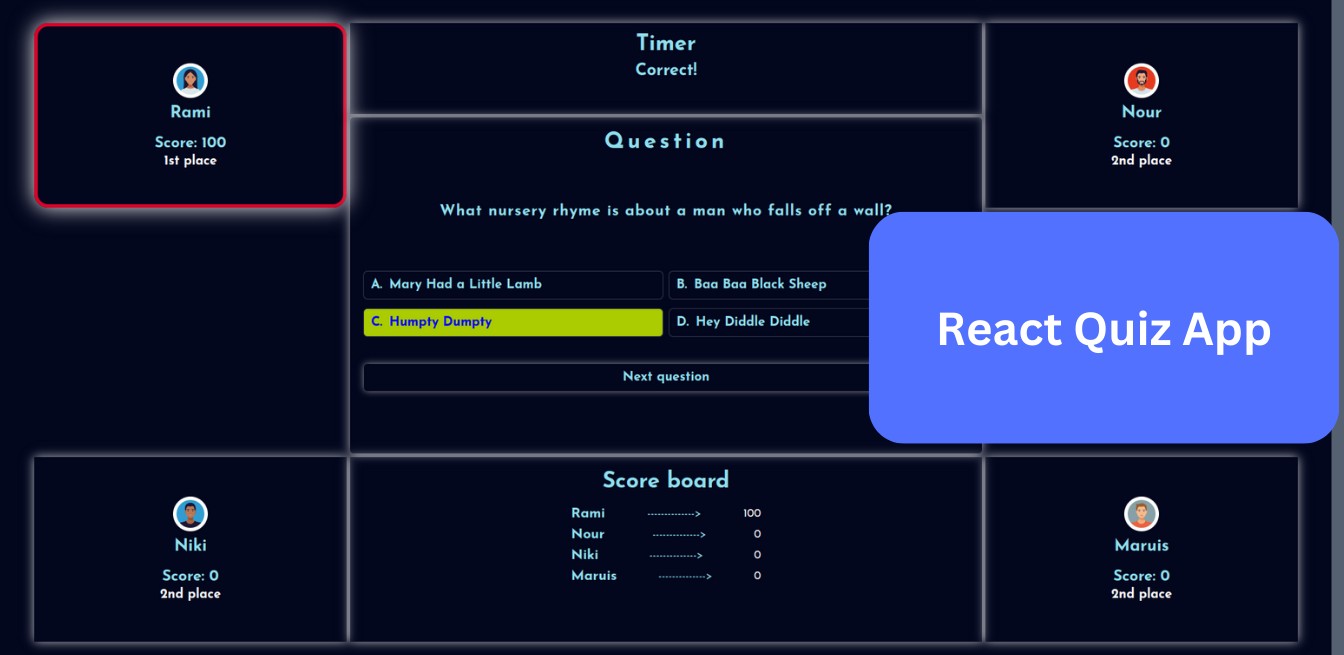 Rami
Score: 100
1st place
Timer
Correct!
Nour
Score: 0
2nd place
Question
What nursery rhyme is about a man who falls off a wall?
A. Mary Had a Little Lamb
B. Baa Baa Black Sheep
C. Humpty Dumpty
D. Hey Diddle Diddle
Next question
React Quiz App
Niki
Score: 0
2nd place
Score board
Rami --------------> 100
Nour --------------> 0
Niki --------------> 0
Maruis --------------> 0
Maruis
Score: 0
2nd place